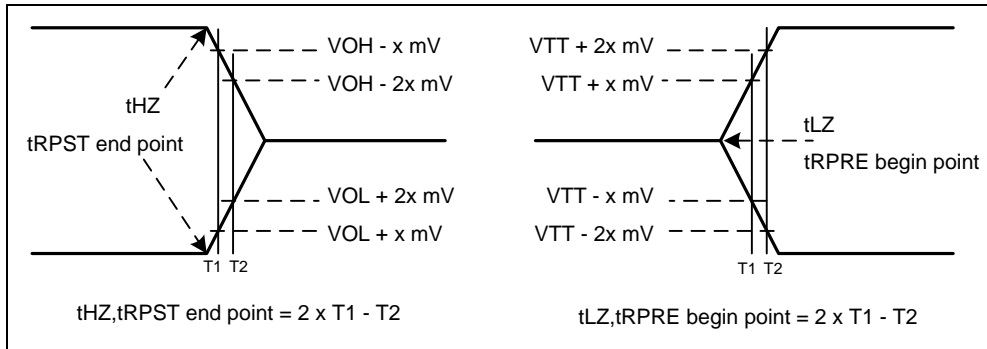 VOH - x mV
VOH - 2x mV
tHZ
tRPST end point
VOL + 2x mV
VOL + x mV
T1 T2
tHZ,tRPST end point = 2 x T1 - T2
VTT + 2x mV
VTT + x mV
tLZ
tRPRE begin point
VTT - x mV
VTT - 2x mV
T1 T2
tLZ,tRPRE begin point = 2 x T1 - T2